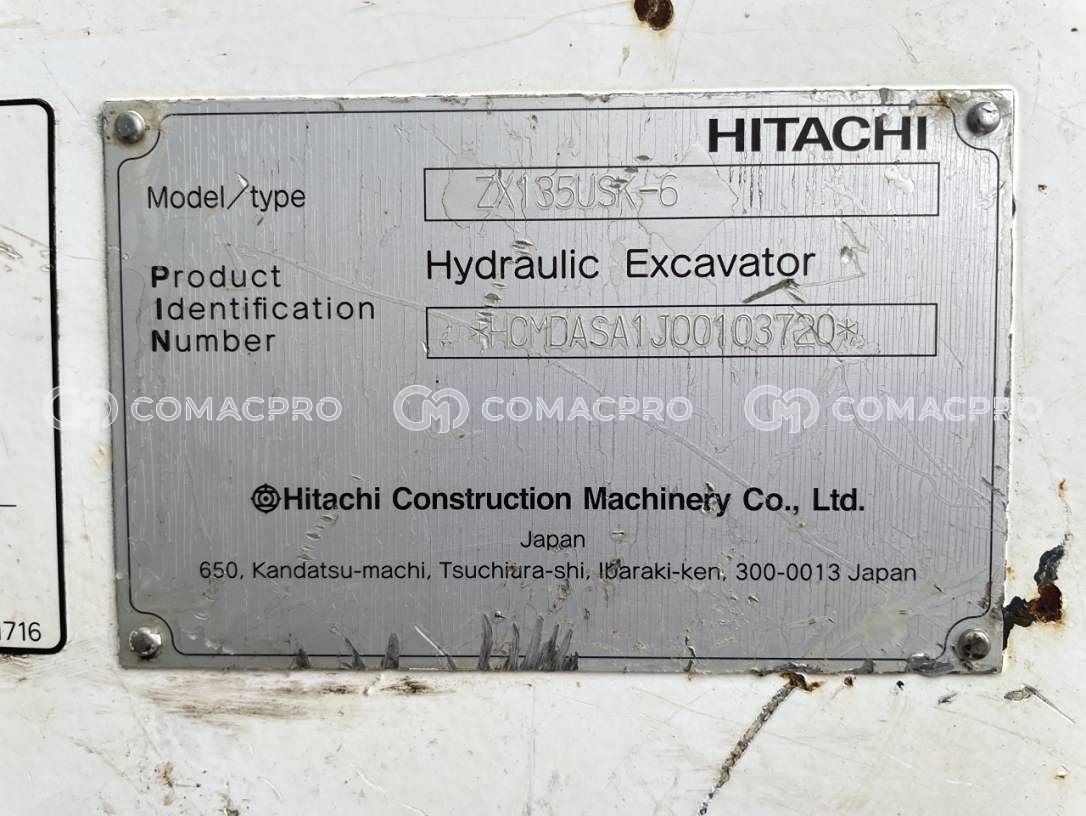 HITACHI
Model/type ZX135USK-6
Hydraulic Excavator
Product
Identification
Number
*HCMDASA1J00103720*
COMACPRO COMACPRO COMACPRO
Hitachi Construction Machinery Co., Ltd.
Japan
650, Kandatsu-machi, Tsuchiura-shi, Ibaraki-ken, 300-0013 Japan
1716